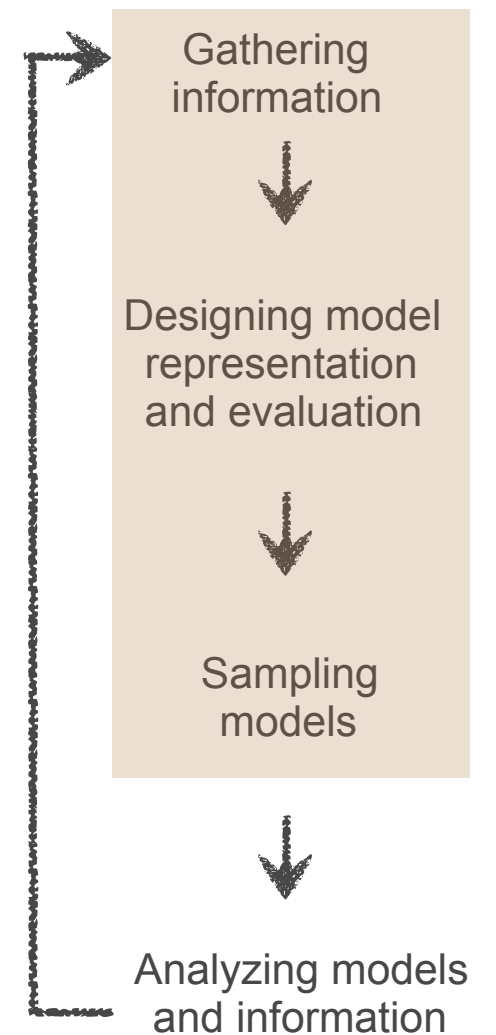 Gathering
information
Designing model
representation
and evaluation
Sampling
models
Analyzing models
and information